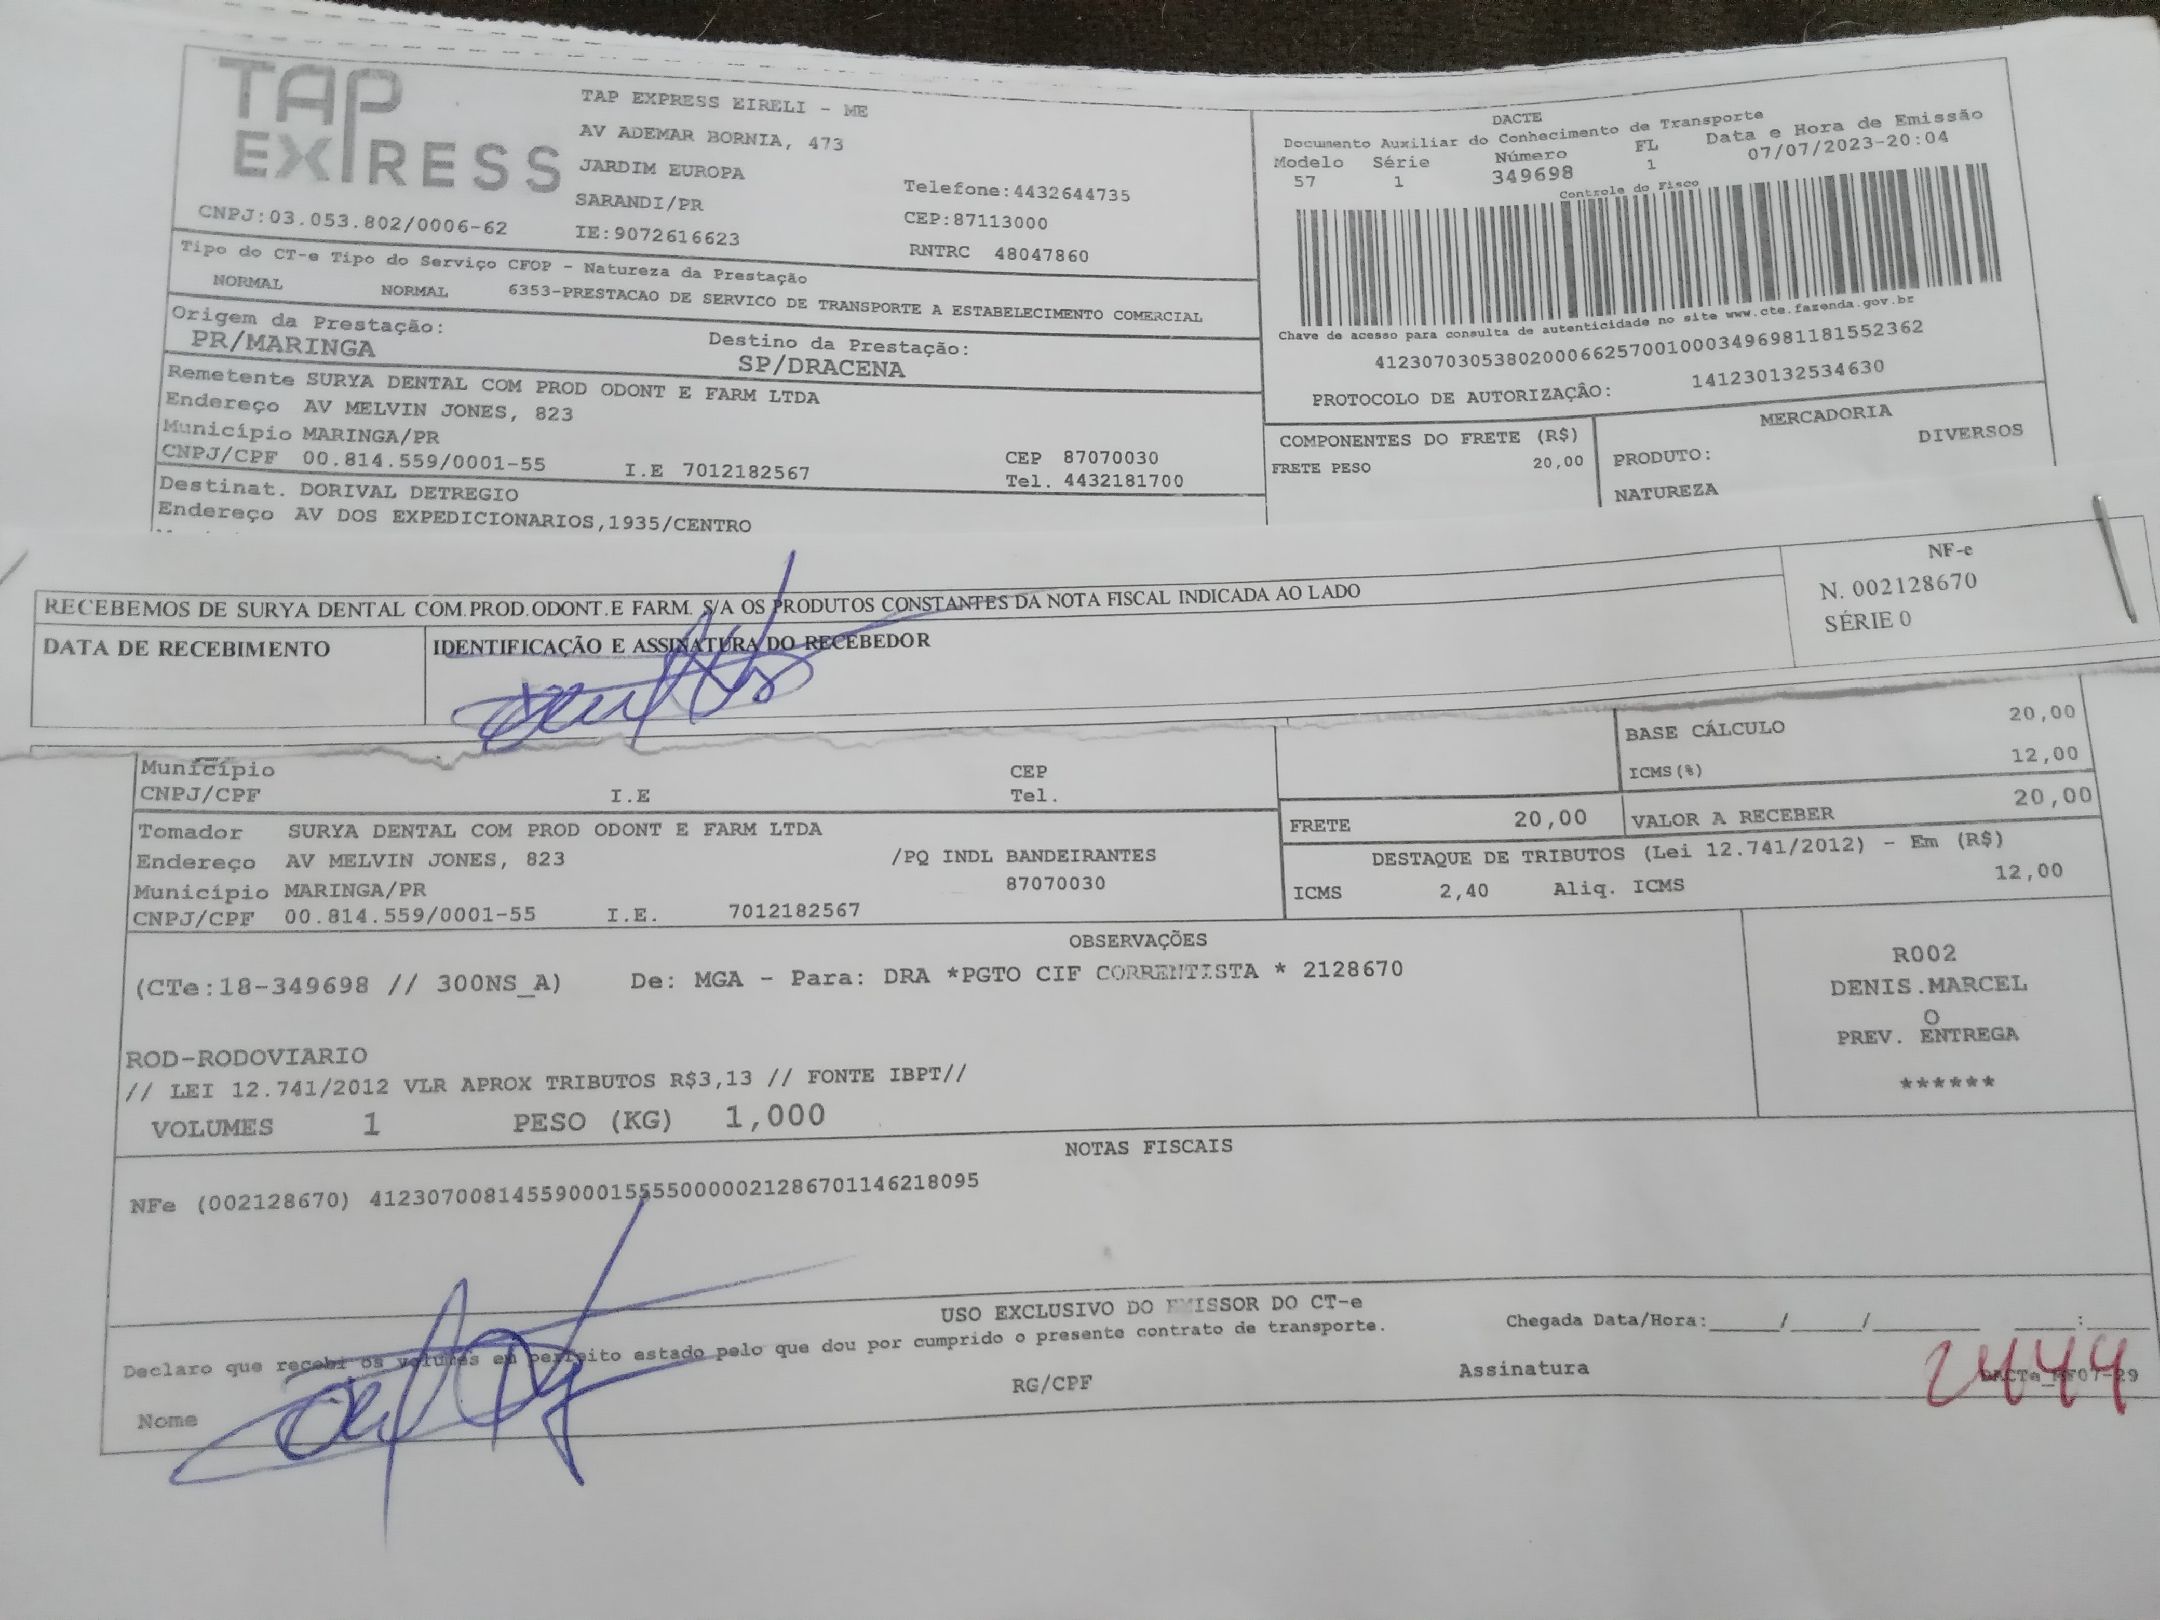 TAP EXPRESS
TAP EXPRESS EIRELI - ME
AV ADEMAR BORNIA, 473
JARDIM EUROPA
SARANDI/PR
IE:9072616623
Telefone:4432644735
CEP:87113000
RNTRC 48047860
CNPJ:03.053.802/0006-62
DACTE
Documento Auxiliar do Conhecimento de Transporte
Modelo Série Número FL Data e Hora de Emissão
57 1 349698 1 07/07/2023-20:04
Controle do Fisco
Chave de acesso para consulta de autenticidade no site www.cte.fazenda.gov.br
41230703053802000662570010003496981181552362
PROTOCOLO DE AUTORIZAÇÂO: 141230132534630
Tipo do CT-e Tipo do Serviço CFOP - Natureza da Prestação
NORMAL NORMAL 6353-PRESTACAO DE SERVICO DE TRANSPORTE A ESTABELECIMENTO COMERCIAL
Origem da Prestação: Destino da Prestação:
PR/MARINGA SP/DRACENA
Remetente SURYA DENTAL COM PROD ODONT E FARM LTDA
Endereço AV MELVIN JONES, 823
Município MARINGA/PR CEP 87070030
CNPJ/CPF 00.814.559/0001-55 I.E 7012182567 Tel. 4432181700
Destinat. DORIVAL DETREGIO
Endereço AV DOS EXPEDICIONARIOS,1935/CENTRO
COMPONENTES DO FRETE (R$)
FRETE PESO 20,00
MERCADORIA
PRODUTO: DIVERSOS
NATUREZA
RECEBEMOS DE SURYA DENTAL COM.PROD.ODONT.E FARM. S/A OS PRODUTOS CONSTANTES DA NOTA FISCAL INDICADA AO LADO
DATA DE RECEBIMENTO IDENTIFICAÇÃO E ASSINATURA DO RECEBEDOR
NF-e
N. 002128670
SÉRIE 0
Município CEP
CNPJ/CPF I.E Tel.
BASE CÁLCULO 20,00
ICMS(%) 12,00
FRETE 20,00 VALOR A RECEBER 20,00
Tomador SURYA DENTAL COM PROD ODONT E FARM LTDA
Endereço AV MELVIN JONES, 823 /PQ INDL BANDEIRANTES
Município MARINGA/PR 87070030
CNPJ/CPF 00.814.559/0001-55 I.E. 7012182567
DESTAQUE DE TRIBUTOS (Lei 12.741/2012) - Em (R$)
ICMS 2,40 Aliq. ICMS 12,00
OBSERVAÇÕES
(CTe:18-349698 // 300NS_A) De: MGA - Para: DRA *PGTO CIF CORRENTISTA * 2128670
ROD-RODOVIARIO
// LEI 12.741/2012 VLR APROX TRIBUTOS R$3,13 // FONTE IBPT//
VOLUMES 1 PESO (KG) 1,000
R002
DENIS.MARCEL
O
PREV. ENTREGA
******
NOTAS FISCAIS
NFe (002128670) 41230700814559000155550000021286701146218095
USO EXCLUSIVO DO EMISSOR DO CT-e
Declaro que recebi os volumes em perfeito estado pelo que dou por cumprido o presente contrato de transporte.
Chegada Data/Hora:_____/_____/________ ____:____
Nome RG/CPF Assinatura
2444